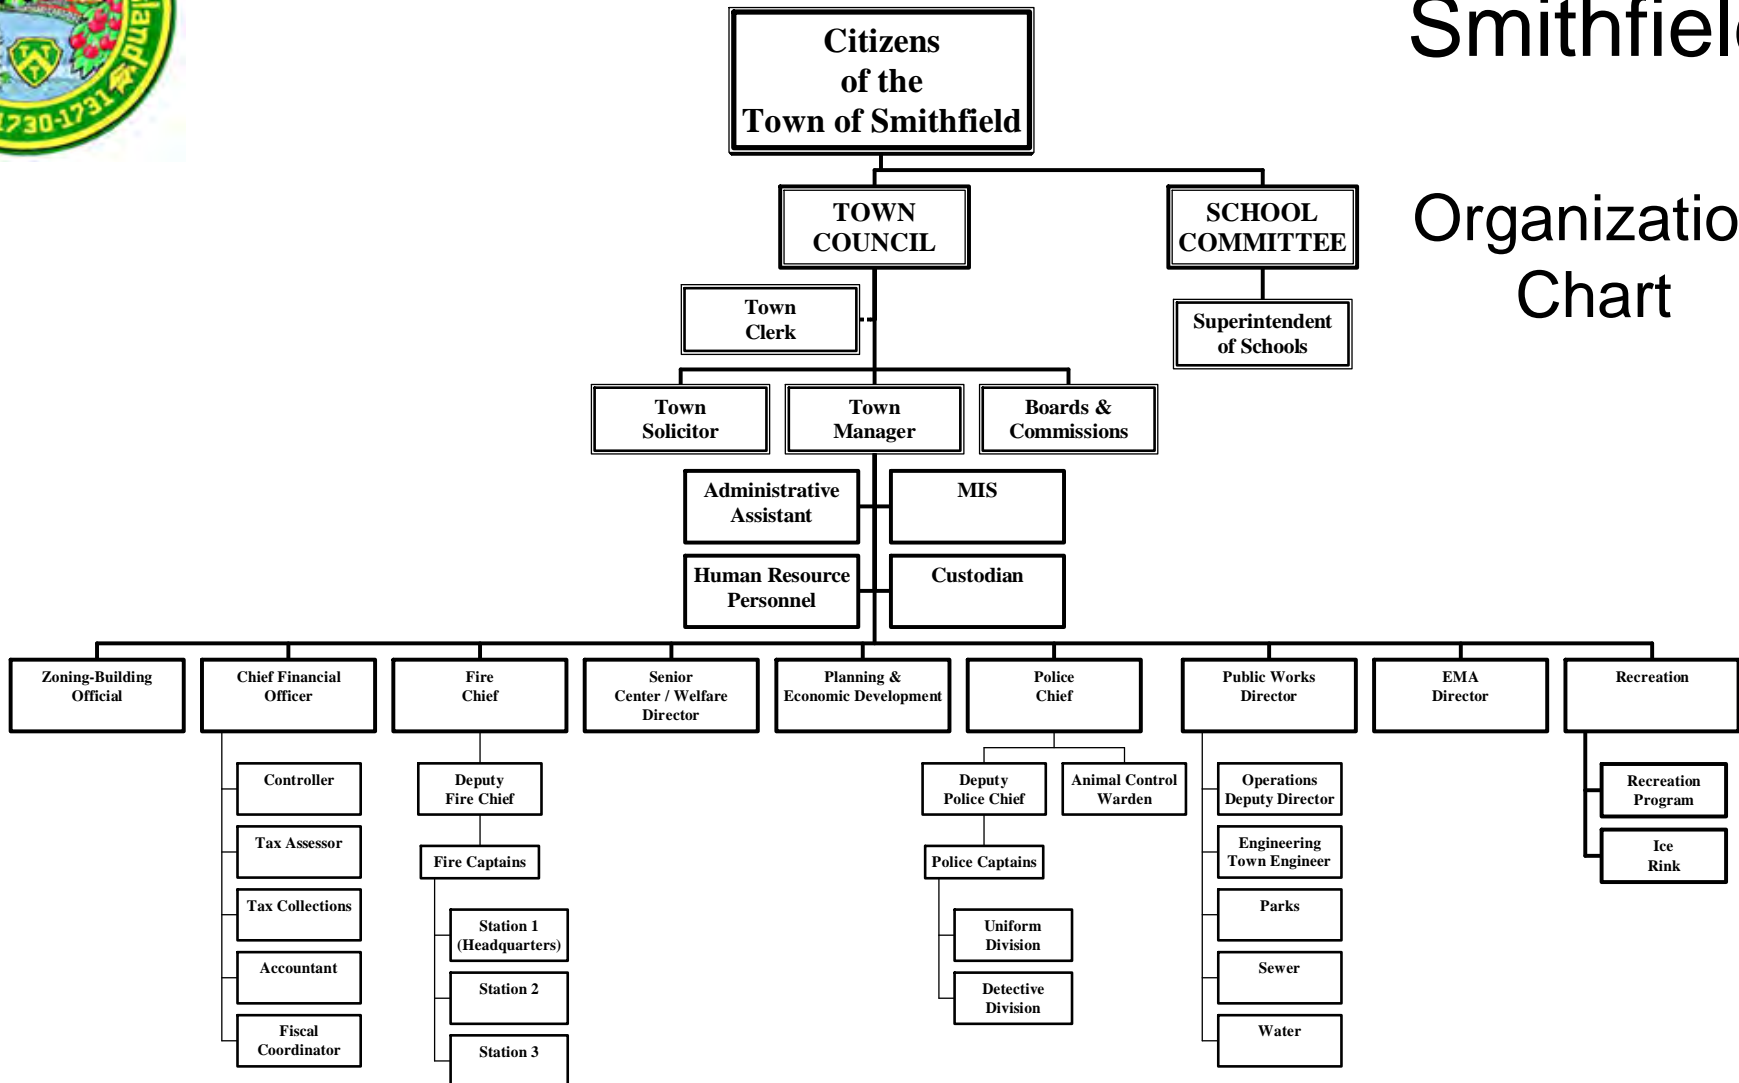 land
1730-1731
Smithfield
Organizatio
Chart
Citizens
of the
Town of Smithfield
TOWN
COUNCIL
SCHOOL
COMMITTEE
Town
Clerk
Superintendent
of Schools
Town
Solicitor
Town
Manager
Boards &
Commissions
Administrative
Assistant
MIS
Human Resource
Personnel
Custodian
Zoning-Building
Official
Chief Financial
Officer
Fire
Chief
Senior
Center / Welfare
Director
Planning &
Economic Development
Police
Chief
Public Works
Director
EMA
Director
Recreation
Controller
Tax Assessor
Tax Collections
Accountant
Fiscal
Coordinator
Deputy
Fire Chief
Fire Captains
Station 1
(Headquarters)
Station 2
Station 3
Deputy
Police Chief
Animal Control
Warden
Police Captains
Uniform
Division
Detective
Division
Operations
Deputy Director
Engineering
Town Engineer
Parks
Sewer
Water
Recreation
Program
Ice
Rink